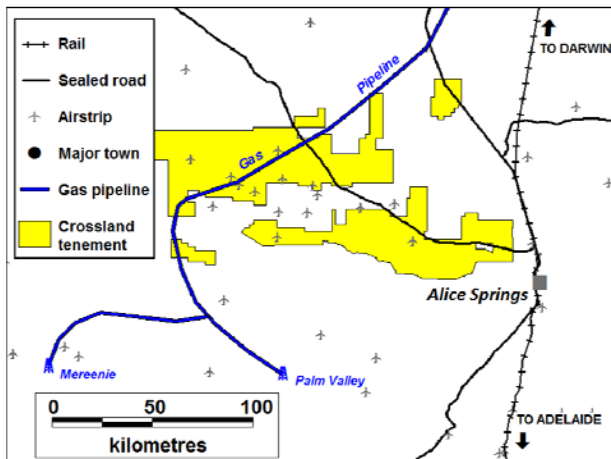 Rail
Sealed road
Airstrip
Major town
Gas pipeline
Crossland
tenement
TO DARWIN
Pipeline
Gas
Alice Springs
Mereenie
Palm Valley
0 50 100
kilometres
TO ADELAIDE